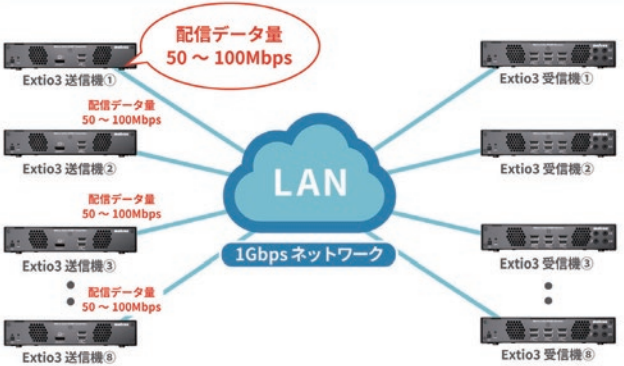 配信データ量
50 ～ 100Mbps
Extio3 送信機①
Extio3 受信機①
配信データ量
50 ～ 100Mbps
Extio3 送信機②
Extio3 受信機②
LAN
配信データ量
50 ～ 100Mbps
1Gbps ネットワーク
Extio3 送信機③
Extio3 受信機③
配信データ量
50 ～ 100Mbps
Extio3 送信機⑧
Extio3 受信機⑧